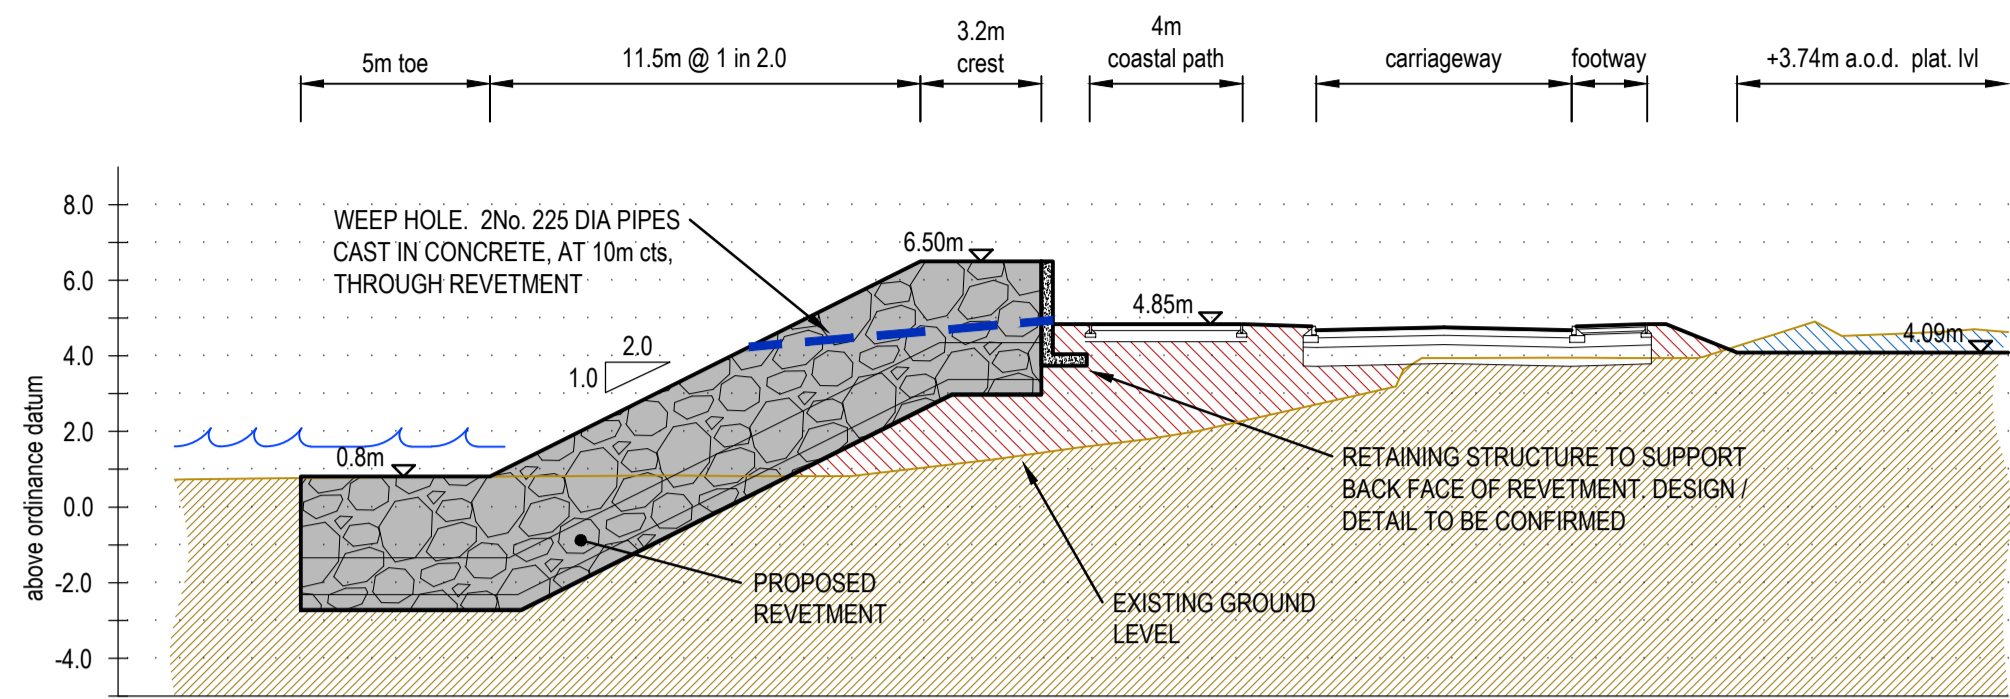 3.2m
crest
4m
coastal path
5m toe
11.5m @ 1 in 2.0
carriageway
footway
+3.74m a.o.d. plat. lvl
above ordinance datum
8.0
6.0
4.0
2.0
0.0
-2.0
-4.0
WEEP HOLE. 2No. 225 DIA PIPES
CAST IN CONCRETE, AT 10m cts,
THROUGH REVETMENT
6.50m
4.85m
4.09m
2.0
1.0
0.8m
RETAINING STRUCTURE TO SUPPORT
BACK FACE OF REVETMENT. DESIGN /
DETAIL TO BE CONFIRMED
PROPOSED
REVETMENT
EXISTING GROUND
LEVEL